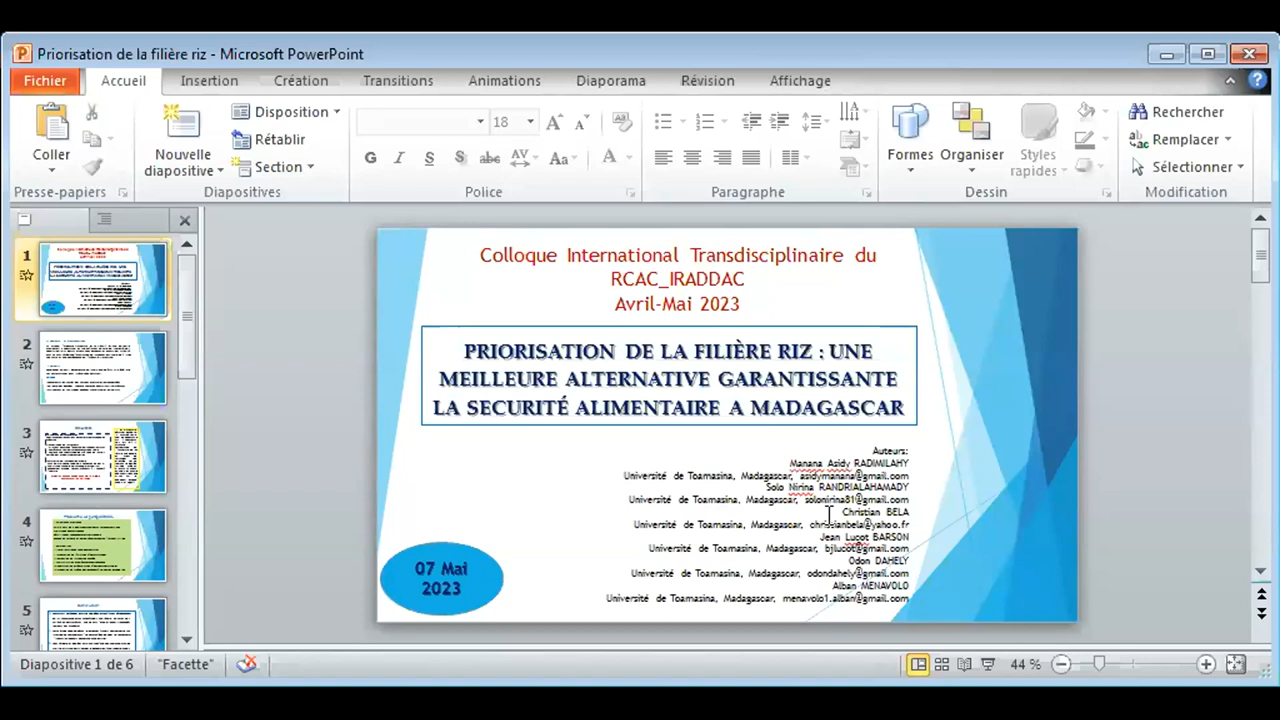 Priorisation de la filière riz - Microsoft PowerPoint
Fichier Accueil Insertion Création Transitions Animations Diaporama Révision Affichage
Coller
Presse-papiers
Nouvelle diapositive
Disposition
Rétablir
Section
Diapositives
18
G I S S abc AV Aa A
Police
Paragraphe
Formes
Organiser
Styles rapides
Dessin
Rechercher
Remplacer
Sélectionner
Modification
1
2
3
4
5
Colloque International Transdisciplinaire du
RCAC_IRADDAC
Avril-Mai 2023
PRIORISATION DE LA FILIÈRE RIZ : UNE
MEILLEURE ALTERNATIVE GARANTISSANTE
LA SECURITÉ ALIMENTAIRE A MADAGASCAR
Auteurs:
Manana Asidy RADIMILAHY
Université de Toamasina, Madagascar, asidymanana@gmail.com
Solo Nirina RANDRIALAHAMADY
Université de Toamasina, Madagascar, solonirina81@gmail.com
Christian BELA
Université de Toamasina, Madagascar, christianbela@yahoo.fr
Jean Lucot BARSON
Université de Toamasina, Madagascar, bjlucot@gmail.com
Odon DAHELY
Université de Toamasina, Madagascar, odondahely@gmail.com
Alban MENAVOLO
Université de Toamasina, Madagascar, menavolo1.alban@gmail.com
07 Mai
2023
Diapositive 1 de 6 "Facette" 44 %